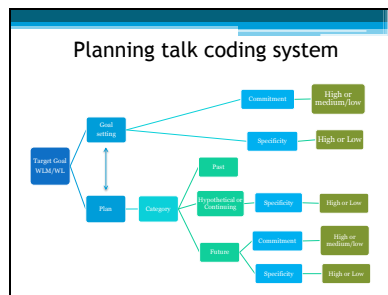 Planning talk coding system
Commitment
High or
medium/low
Goal
setting
Specificity
High or Low
Target Goal
WLM/WL
Past
Plan
Category
Hypothetical or
Continuing
Specificity
High or Low
Future
Commitment
High or
medium/low
Specificity
High or Low